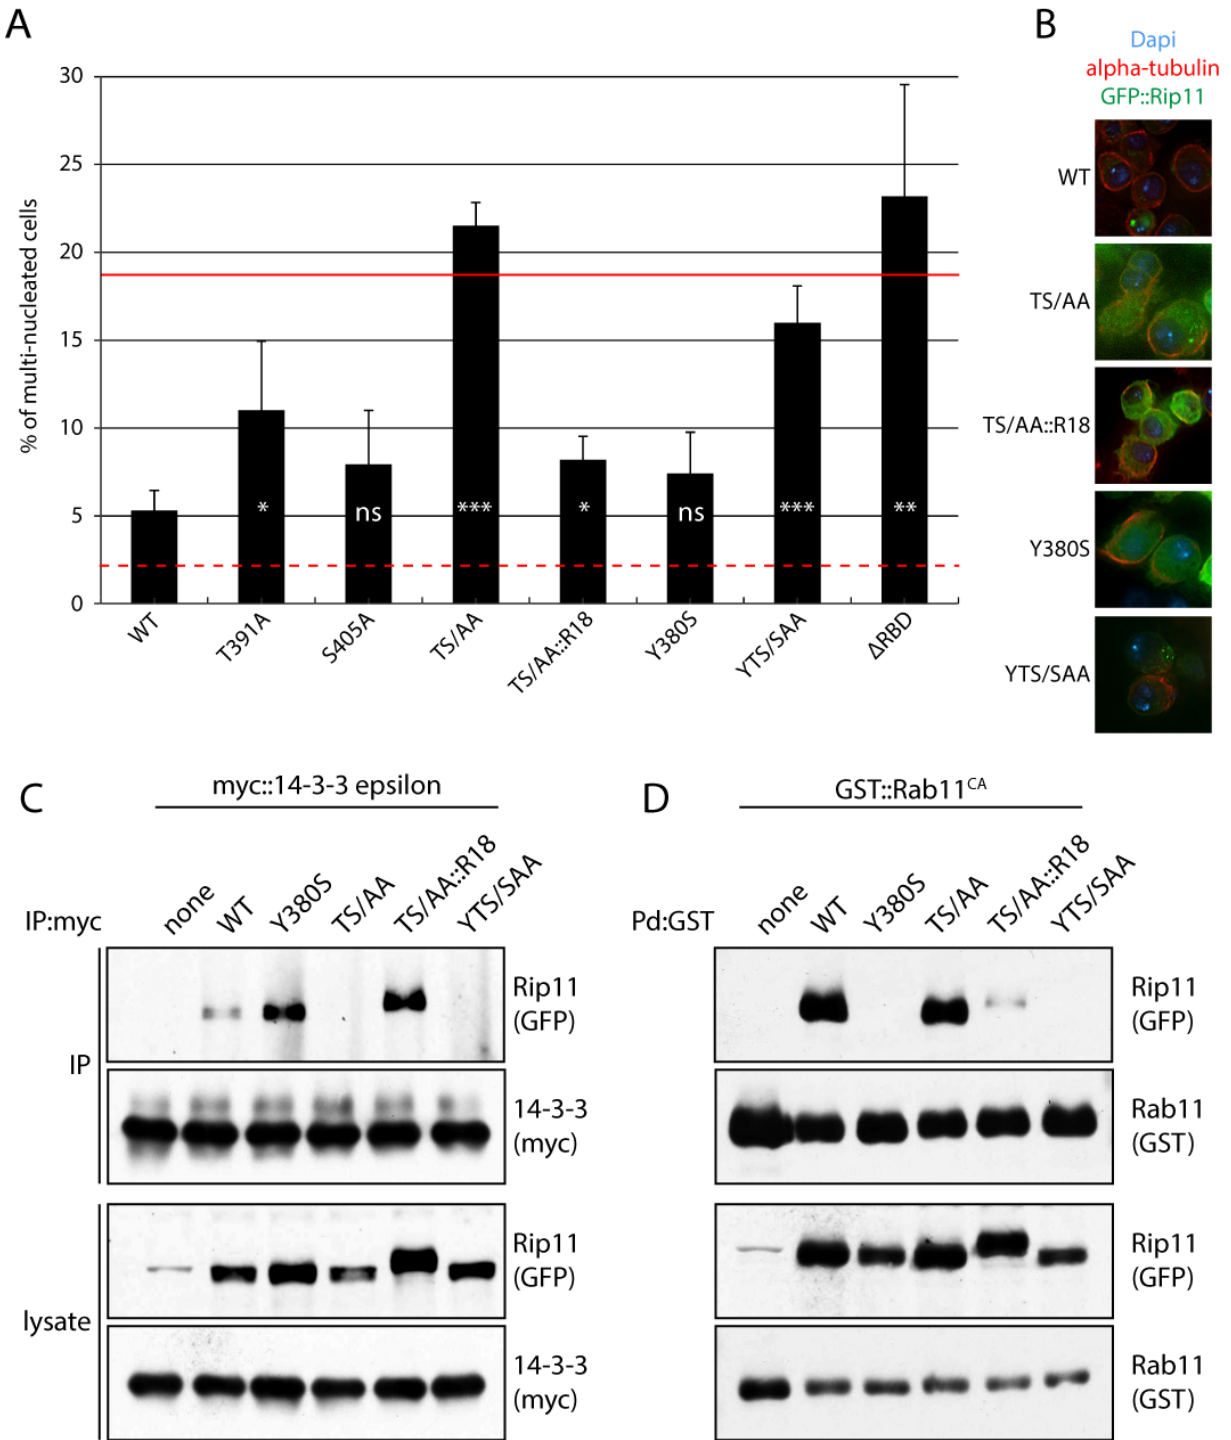 A
% of multi-nucleated cells
30
25
20
15
10
5
0
*
ns
***
*
ns
***
**
WT
T391A
S405A
TS/AA
TS/AA::R18
Y380S
YTS/SAA
ΔRBD
B
Dapi
alpha-tubulin
GFP::Rip11
WT
TS/AA
TS/AA::R18
Y380S
YTS/SAA
C
myc::14-3-3 epsilon
IP:myc
none
WT
Y380S
TS/AA
TS/AA::R18
YTS/SAA
IP
Rip11
(GFP)
14-3-3
(myc)
lysate
Rip11
(GFP)
14-3-3
(myc)
D
GST::Rab11CA
Pd:GST
none
WT
Y380S
TS/AA
TS/AA::R18
YTS/SAA
Rip11
(GFP)
Rab11
(GST)
Rip11
(GFP)
Rab11
(GST)